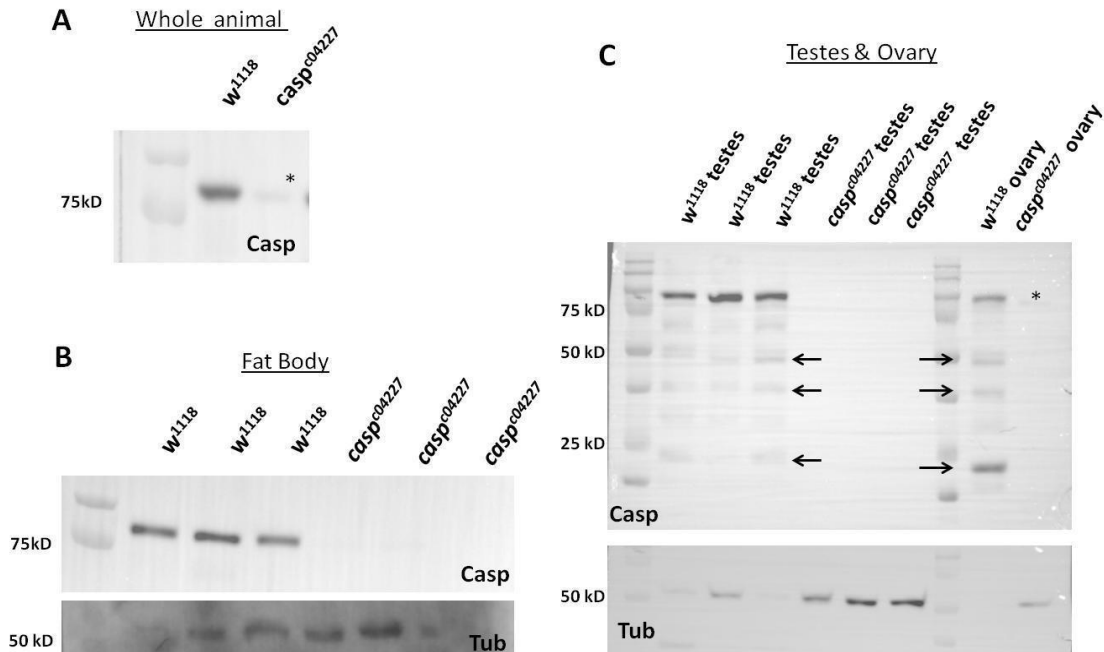 A
Whole animal
w¹¹¹⁸
casp^c04227
*
75kD
Casp
B
Fat Body
w¹¹¹⁸
w¹¹¹⁸
w¹¹¹⁸
casp^c04227
casp^c04227
casp^c04227
75kD
Casp
50 kD
Tub
C
Testes & Ovary
w¹¹¹⁸ testes
w¹¹¹⁸ testes
w¹¹¹⁸ testes
casp^c04227 testes
casp^c04227 testes
casp^c04227 testes
w¹¹¹⁸ ovary
casp^c04227 ovary
*
75 kD
50 kD
25 kD
Casp
50 kD
Tub